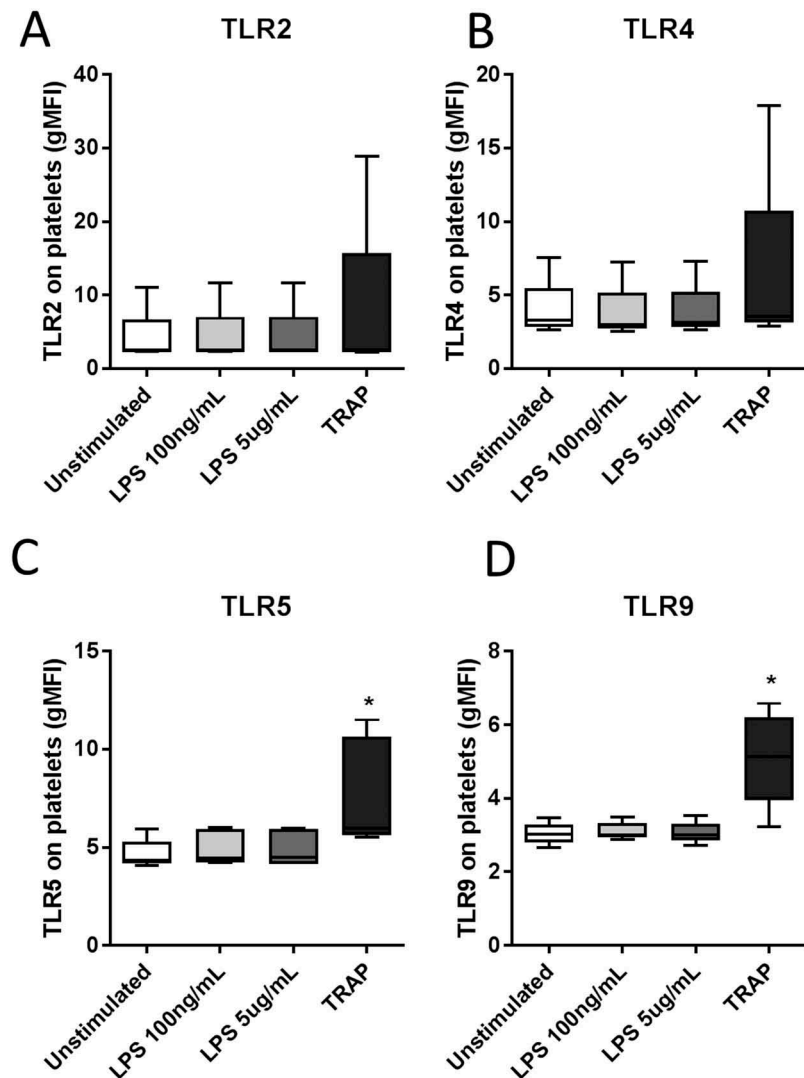 A
TLR2
TLR2 on platelets (gMFI)
40
30
20
10
0
Unstimulated
LPS 100ng/mL
LPS 5ug/mL
TRAP
B
TLR4
TLR4 on platelets (gMFI)
20
15
10
5
0
Unstimulated
LPS 100ng/mL
LPS 5ug/mL
TRAP
C
TLR5
TLR5 on platelets (gMFI)
15
10
5
0
*
Unstimulated
LPS 100ng/mL
LPS 5ug/mL
TRAP
D
TLR9
TLR9 on platelets (gMFI)
8
6
4
2
0
*
Unstimulated
LPS 100ng/mL
LPS 5ug/mL
TRAP